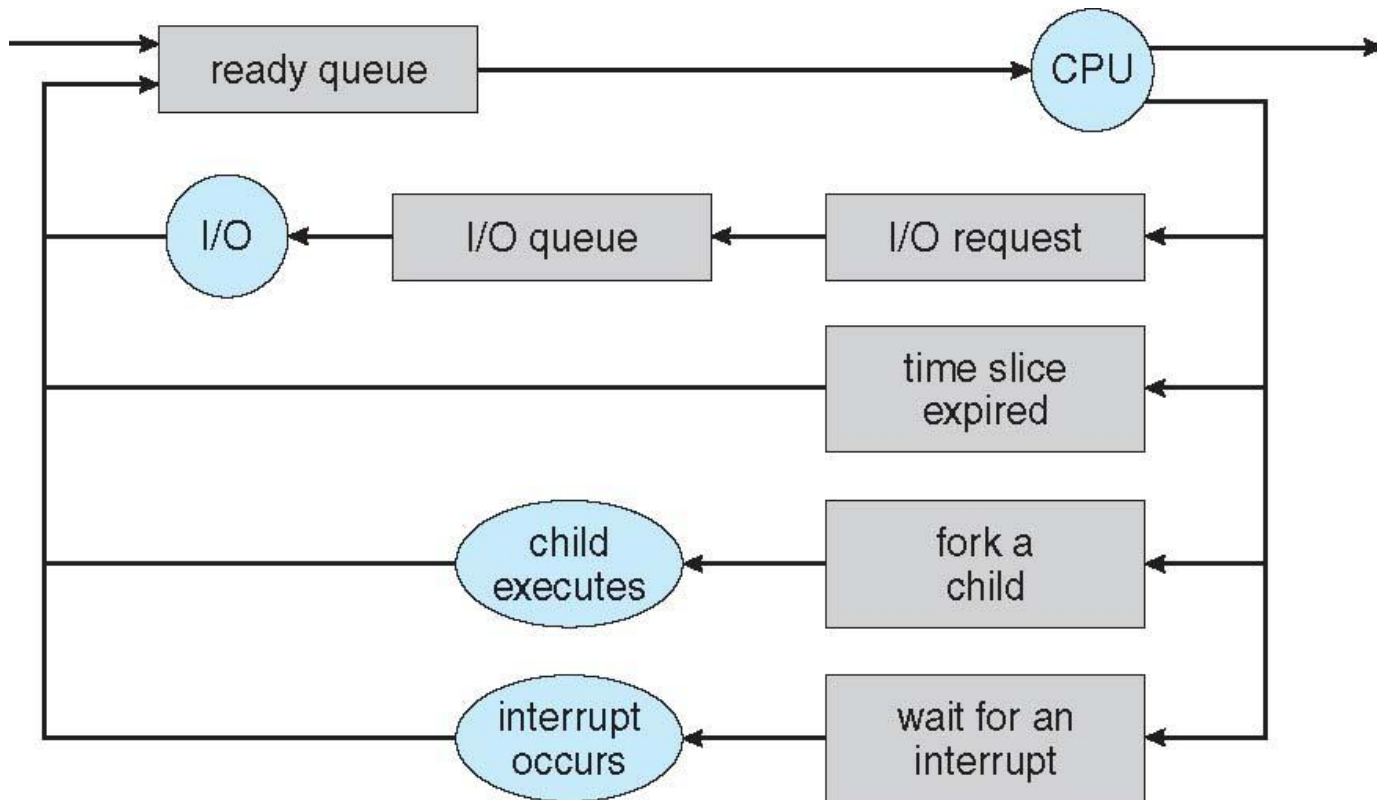 ready queue
CPU
I/O
I/O queue
I/O request
time slice
expired
child
executes
fork a
child
interrupt
occurs
wait for an
interrupt